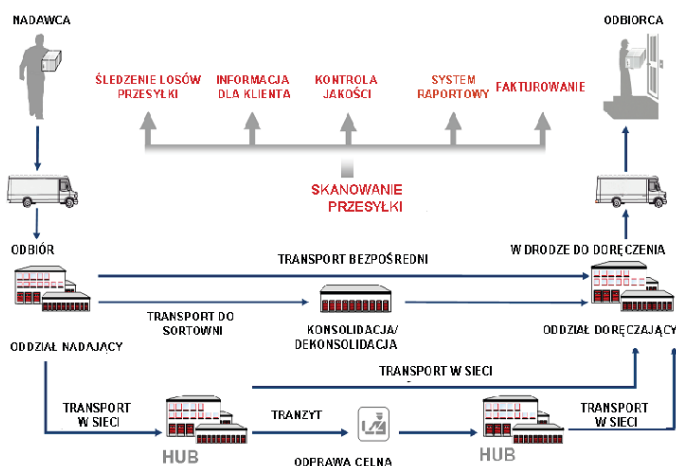 NADAWCA
ODBIORCA
ŚLEDZENIE LOSÓW
PRZESYŁKI
INFORMACJA
DLA KLIENTA
KONTROLA
JAKOŚCI
SYSTEM
RAPORTOWY
FAKTUROWANIE
SKANOWANIE
PRZESYŁKI
ODBIÓR
TRANSPORT BEZPOŚREDNI
W DRODZE DO DORĘCZENIA
TRANSPORT DO
SORTOWNI
KONSOLIDACJA/
DEKONSOLIDACJA
ODDZIAŁ NADAJĄCY
ODDZIAŁ DORĘCZAJĄCY
TRANSPORT W SIECI
TRANSPORT
W SIECI
TRANZYT
TRANSPORT
W SIECI
HUB
ODPRAWA CELNA
HUB